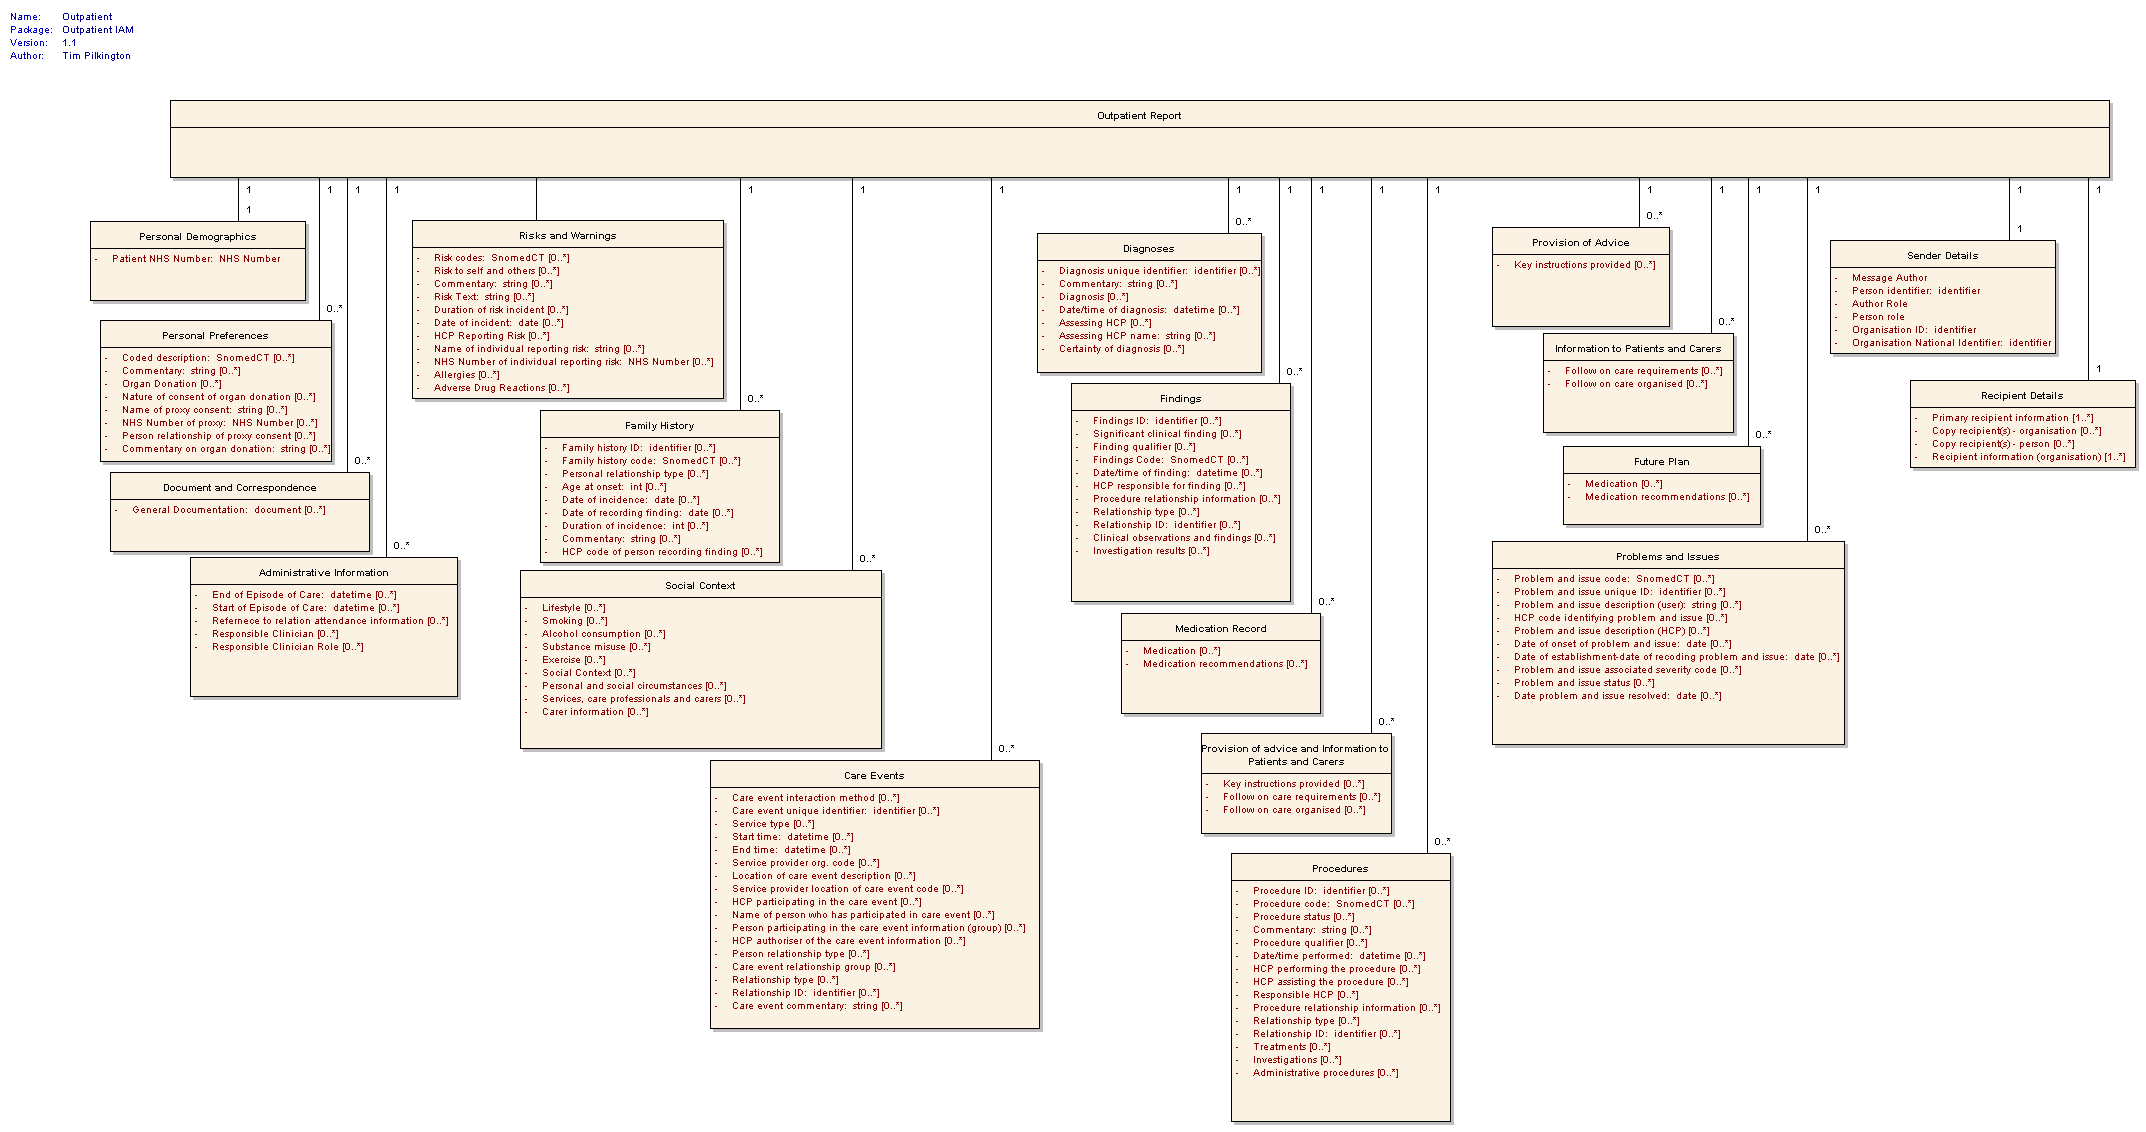 Name: Outpatient
Package: Outpatient IAM
Version: 1.1
Author: Tim Pilkington
Outpatient Report
1
1
Personal Demographics
- Patient NHS Number: NHS Number
1
0..*
Personal Preferences
- Coded description: SnomedCT [0..*]
- Commentary: string [0..*]
- Organ Donation [0..*]
- Nature of consent of organ donation [0..*]
- Name of proxy consent: string [0..*]
- NHS Number of proxy: NHS Number [0..*]
- Person relationship of proxy consent [0..*]
- Commentary on organ donation: string [0..*]
1
0..*
Document and Correspondence
- General Documentation: document [0..*]
1
0..*
Administrative Information
- End of Episode of Care: datetime [0..*]
- Start of Episode of Care: datetime [0..*]
- Refernece to relation attendance information [0..*]
- Responsible Clinician [0..*]
- Responsible Clinician Role [0..*]
Risks and Warnings
- Risk codes: SnomedCT [0..*]
- Risk to self and others [0..*]
- Commentary: string [0..*]
- Risk Text: string [0..*]
- Duration of risk incident [0..*]
- Date of incident: date [0..*]
- HCP Reporting Risk [0..*]
- Name of individual reporting risk: string [0..*]
- NHS Number of individual reporting risk: NHS Number [0..*]
- Allergies [0..*]
- Adverse Drug Reactions [0..*]
1
0..*
Family History
- Family history ID: identifier [0..*]
- Family history code: SnomedCT [0..*]
- Personal relationship type [0..*]
- Age at onset: int [0..*]
- Date of incidence: date [0..*]
- Date of recording finding: date [0..*]
- Duration of incidence: int [0..*]
- Commentary: string [0..*]
- HCP code of person recording finding [0..*]
1
0..*
Social Context
- Lifestyle [0..*]
- Smoking [0..*]
- Alcohol consumption [0..*]
- Substance misuse [0..*]
- Exercise [0..*]
- Social Context [0..*]
- Personal and social circumstances [0..*]
- Services, care professionals and carers [0..*]
- Carer information [0..*]
1
0..*
Care Events
- Care event interaction method [0..*]
- Care event unique identifier: identifier [0..*]
- Service type [0..*]
- Start time: datetime [0..*]
- End time: datetime [0..*]
- Service provider org. code [0..*]
- Location of care event description [0..*]
- Service provider location of care event code [0..*]
- HCP participating in the care event [0..*]
- Name of person who has participated in care event [0..*]
- Person participating in the care event information (group) [0..*]
- HCP authoriser of the care event information [0..*]
- Person relationship type [0..*]
- Care event relationship group [0..*]
- Relationship type [0..*]
- Relationship ID: identifier [0..*]
- Care event commentary: string [0..*]
1
0..*
Diagnoses
- Diagnosis unique identifier: identifier [0..*]
- Commentary: string [0..*]
- Diagnosis [0..*]
- Date/time of diagnosis: datetime [0..*]
- Assessing HCP [0..*]
- Assessing HCP name: string [0..*]
- Certainty of diagnosis [0..*]
1
0..*
Findings
- Findings ID: identifier [0..*]
- Significant clinical finding [0..*]
- Finding qualifier [0..*]
- Findings Code: SnomedCT [0..*]
- Date/time of finding: datetime [0..*]
- HCP responsible for finding [0..*]
- Procedure relationship information [0..*]
- Relationship type [0..*]
- Relationship ID: identifier [0..*]
- Clinical observations and findings [0..*]
- Investigation results [0..*]
1
0..*
Medication Record
- Medication [0..*]
- Medication recommendations [0..*]
1
0..*
Provision of advice and Information to
Patients and Carers
- Key instructions provided [0..*]
- Follow on care requirements [0..*]
- Follow on care organised [0..*]
1
0..*
Procedures
- Procedure ID: identifier [0..*]
- Procedure code: SnomedCT [0..*]
- Procedure status [0..*]
- Commentary: string [0..*]
- Procedure qualifier [0..*]
- Date/time performed: datetime [0..*]
- HCP performing the procedure [0..*]
- HCP assisting the procedure [0..*]
- Responsible HCP [0..*]
- Procedure relationship information [0..*]
- Relationship type [0..*]
- Relationship ID: identifier [0..*]
- Treatments [0..*]
- Investigations [0..*]
- Administrative procedures [0..*]
1
0..*
Provision of Advice
- Key instructions provided [0..*]
1
0..*
Information to Patients and Carers
- Follow on care requirements [0..*]
- Follow on care organised [0..*]
1
0..*
Future Plan
- Medication [0..*]
- Medication recommendations [0..*]
1
0..*
Problems and Issues
- Problem and issue code: SnomedCT [0..*]
- Problem and issue unique ID: identifier [0..*]
- Problem and issue description (user): string [0..*]
- HCP code identifying problem and issue [0..*]
- Problem and issue description (HCP) [0..*]
- Date of onset of problem and issue: date [0..*]
- Date of establishment-date of recoding problem and issue: date [0..*]
- Problem and issue associated severity code [0..*]
- Problem and issue status [0..*]
- Date problem and issue resolved: date [0..*]
1
1
Sender Details
- Message Author
- Person identifier: identifier
- Author Role
- Person role
- Organisation ID: identifier
- Organisation National Identifier: identifier
1
1
Recipient Details
- Primary recipient information [1..*]
- Copy recipient(s) - organisation [0..*]
- Copy recipient(s) - person [0..*]
- Recipient information (organisation) [1..*]